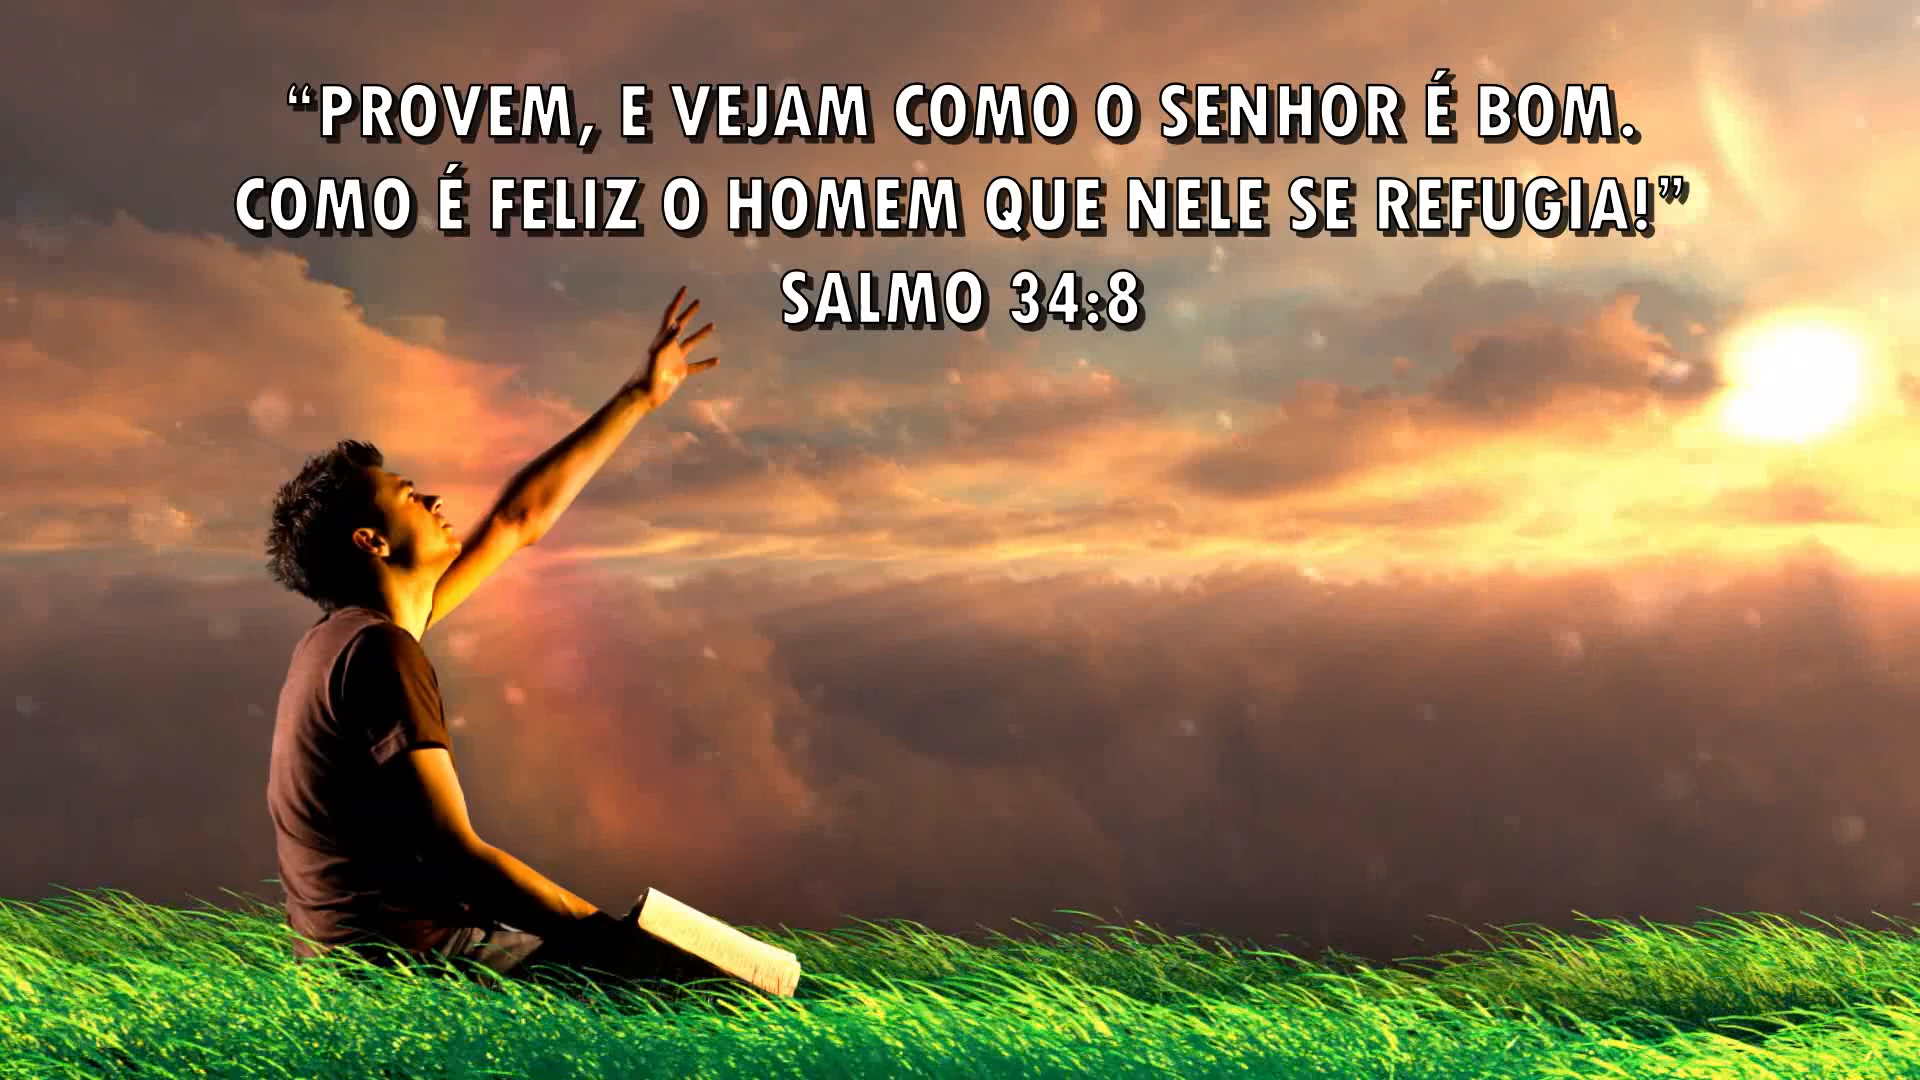 “PROVEM, E VEJAM COMO O SENHOR É BOM.
COMO É FELIZ O HOMEM QUE NELE SE REFUGIA!”
SALMO 34:8